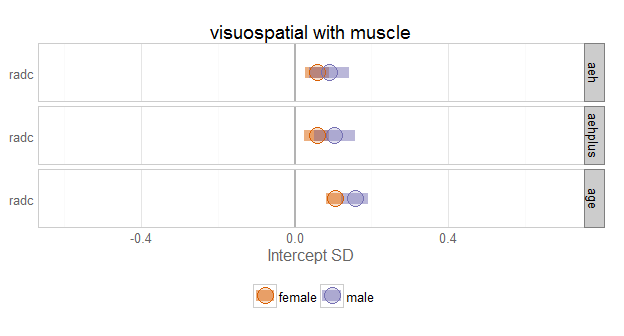 visuospatial with muscle
radc
aeh
radc
aehplus
radc
age
-0.4 0.0 0.4
Intercept SD
female male